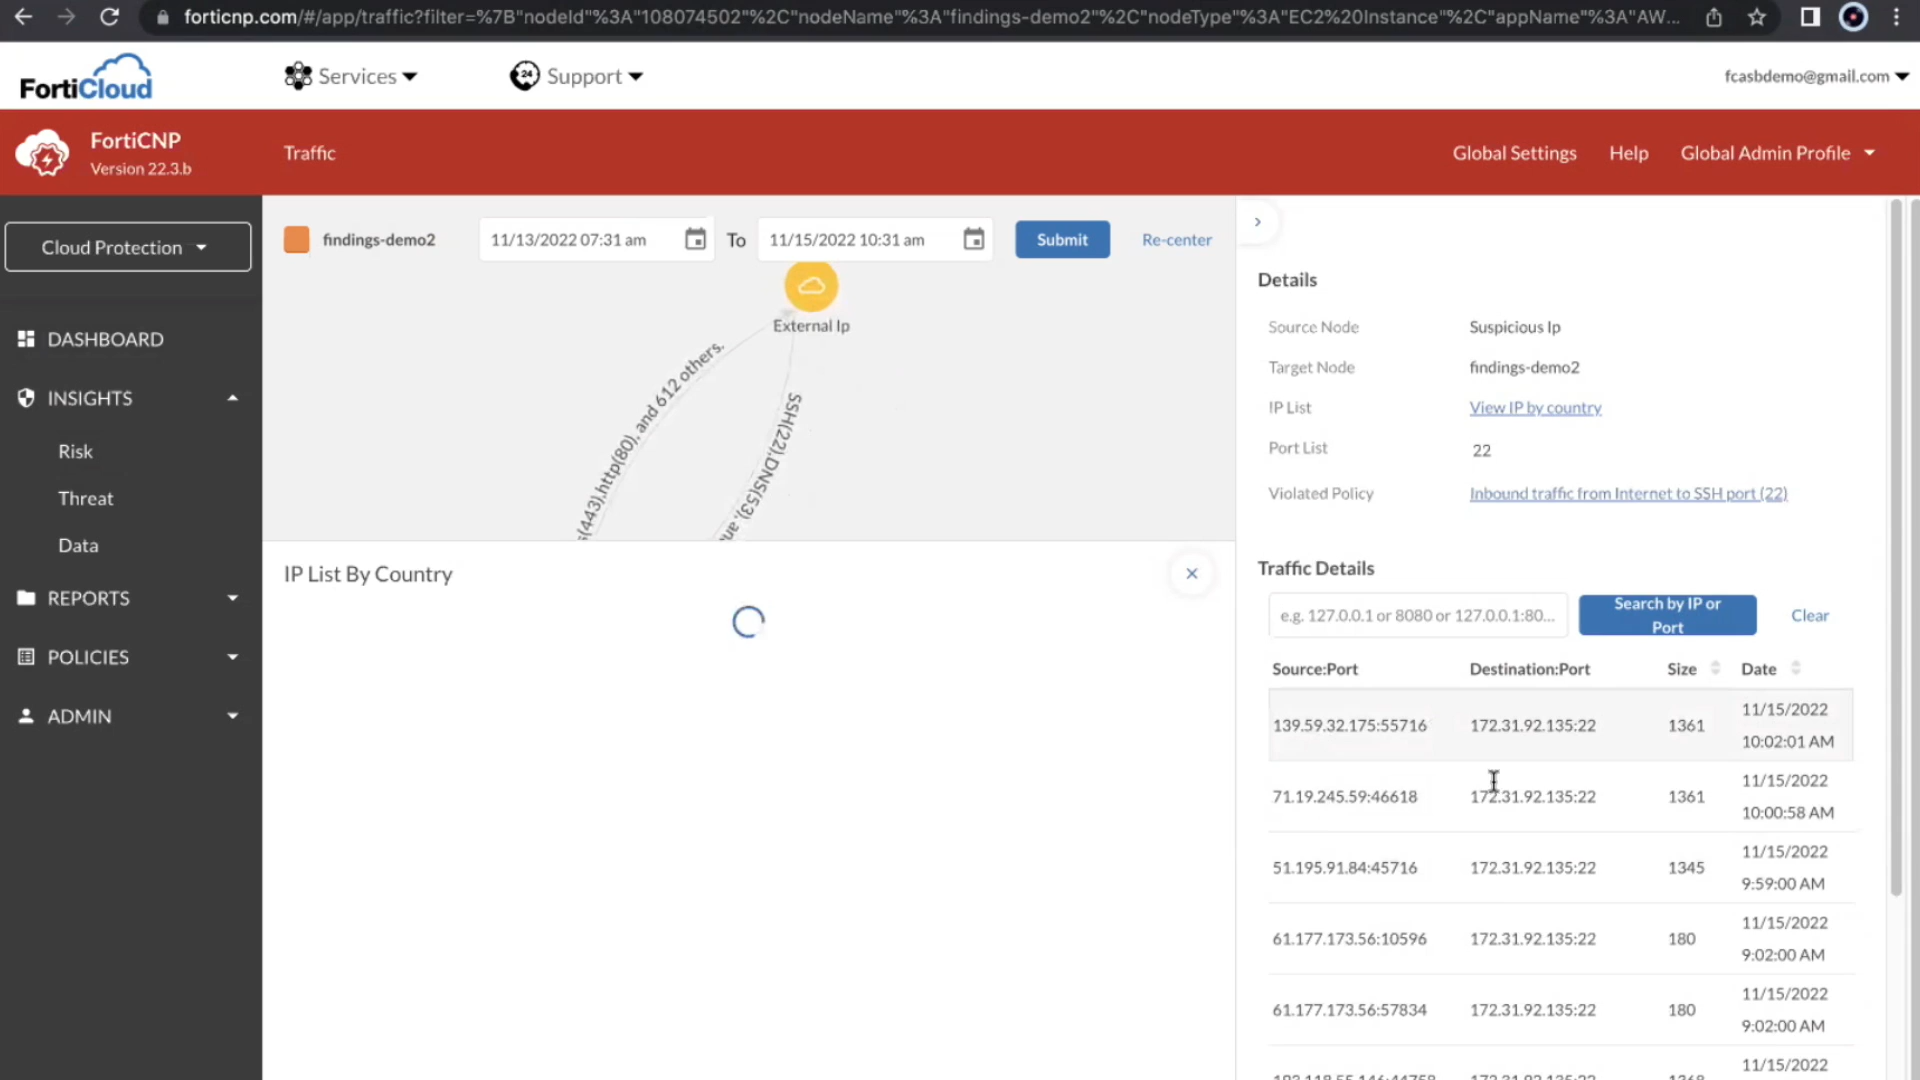 forticnp.com/#/app/traffic?filter=%7B"nodeId"%3A"108074502"%2C"nodeName"%3A"findings-demo2"%2C"nodeType"%3A"EC2%20Instance"%2C"appName"%3A"AW...
FortiCloud
Services
24
Support
fcasbdemo@gmail.com
FortiCNP
Version 22.3.b
Traffic
Global Settings
Help
Global Admin Profile
Cloud Protection
DASHBOARD
INSIGHTS
Risk
Threat
Data
REPORTS
POLICIES
ADMIN
findings-demo2
11/13/2022 07:31 am
To
11/15/2022 10:31 am
Submit
Re-center
External Ip
s(443),http(80), and 612 others.
SSH(22),DNS(53), an
IP List By Country
Details
Source Node
Suspicious Ip
Target Node
findings-demo2
IP List
View IP by country
Port List
22
Violated Policy
Inbound traffic from Internet to SSH port (22)
Traffic Details
e.g. 127.0.0.1 or 8080 or 127.0.0.1:80...
Search by IP or
Port
Clear
Source:Port Destination:Port Size Date
139.59.32.175:55716 172.31.92.135:22 1361 11/15/2022
10:02:01 AM
71.19.245.59:46618 172.31.92.135:22 1361 11/15/2022
10:00:58 AM
51.195.91.84:45716 172.31.92.135:22 1345 11/15/2022
9:59:00 AM
61.177.173.56:10596 172.31.92.135:22 180 11/15/2022
9:02:00 AM
61.177.173.56:57834 172.31.92.135:22 180 11/15/2022
9:02:00 AM
11/15/2022